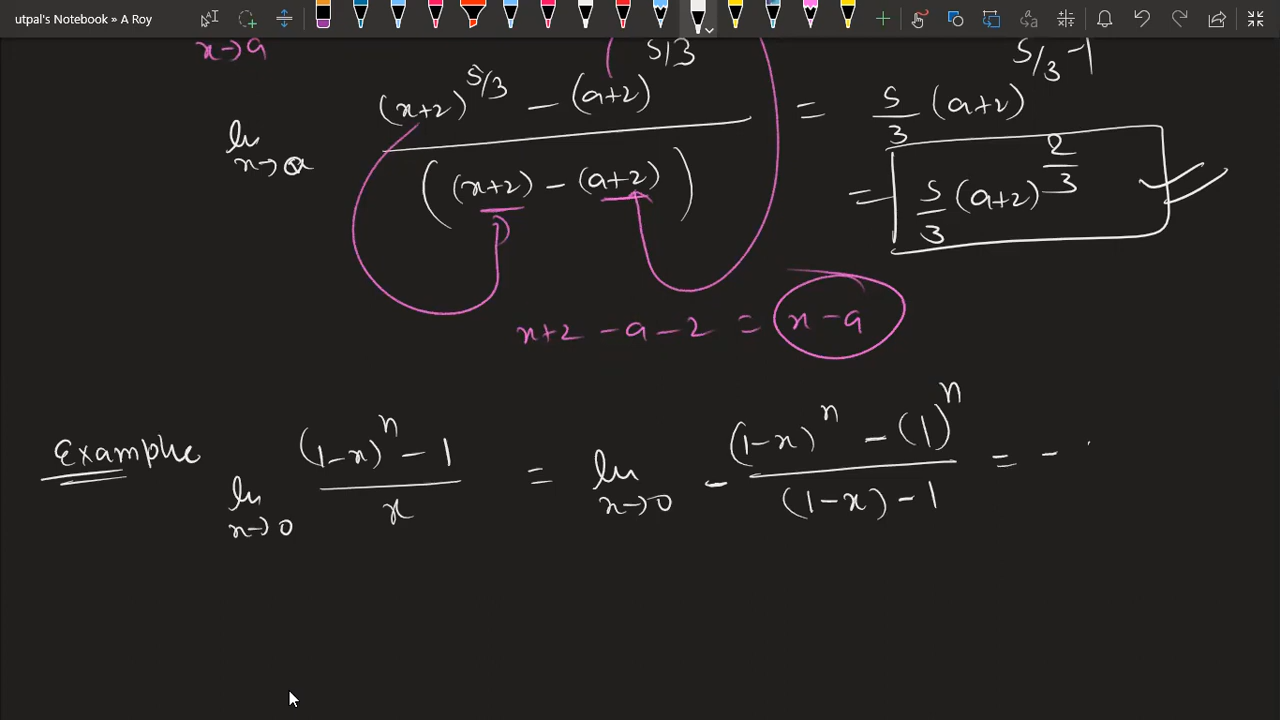 utpal's Notebook » A Roy
x→a
lim x→a ((x+2)^{5/3} − (a+2)^{5/3}) / ((x+2) − (a+2)) = 5/3 (a+2)^{5/3 −1}
= 5/3 (a+2)^{2/3}
x+2 −a −2 = x−a
Example lim x→0 ((1−x)^n −1) / x = lim x→0 − ((1−x)^n − (1)^n) / ((1−x) −1) = −